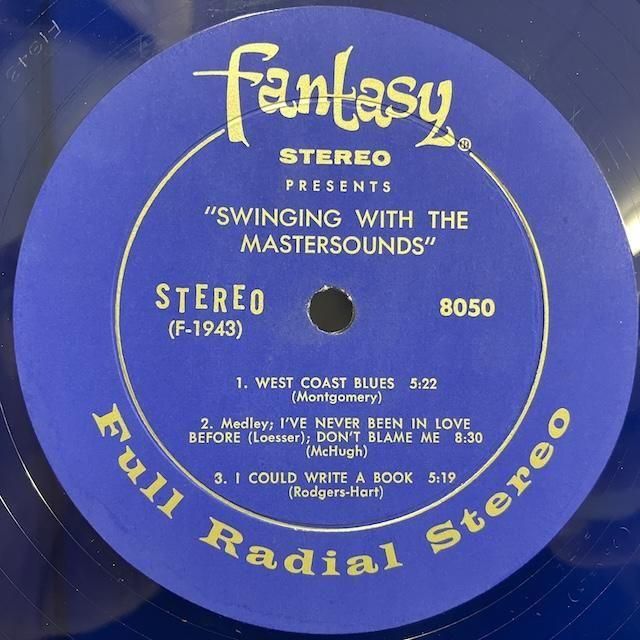 Fantasy®
STEREO
PRESENTS
"SWINGING WITH THE
MASTERSOUNDS"
STEREO 8050
(F-1943)
1. WEST COAST BLUES 5:22
(Montgomery)
2. Medley; I'VE NEVER BEEN IN LOVE
BEFORE (Loesser); DON'T BLAME ME 8:30
(McHugh)
3. I COULD WRITE A BOOK 5:19
(Rodgers-Hart)
Full Radial Stereo